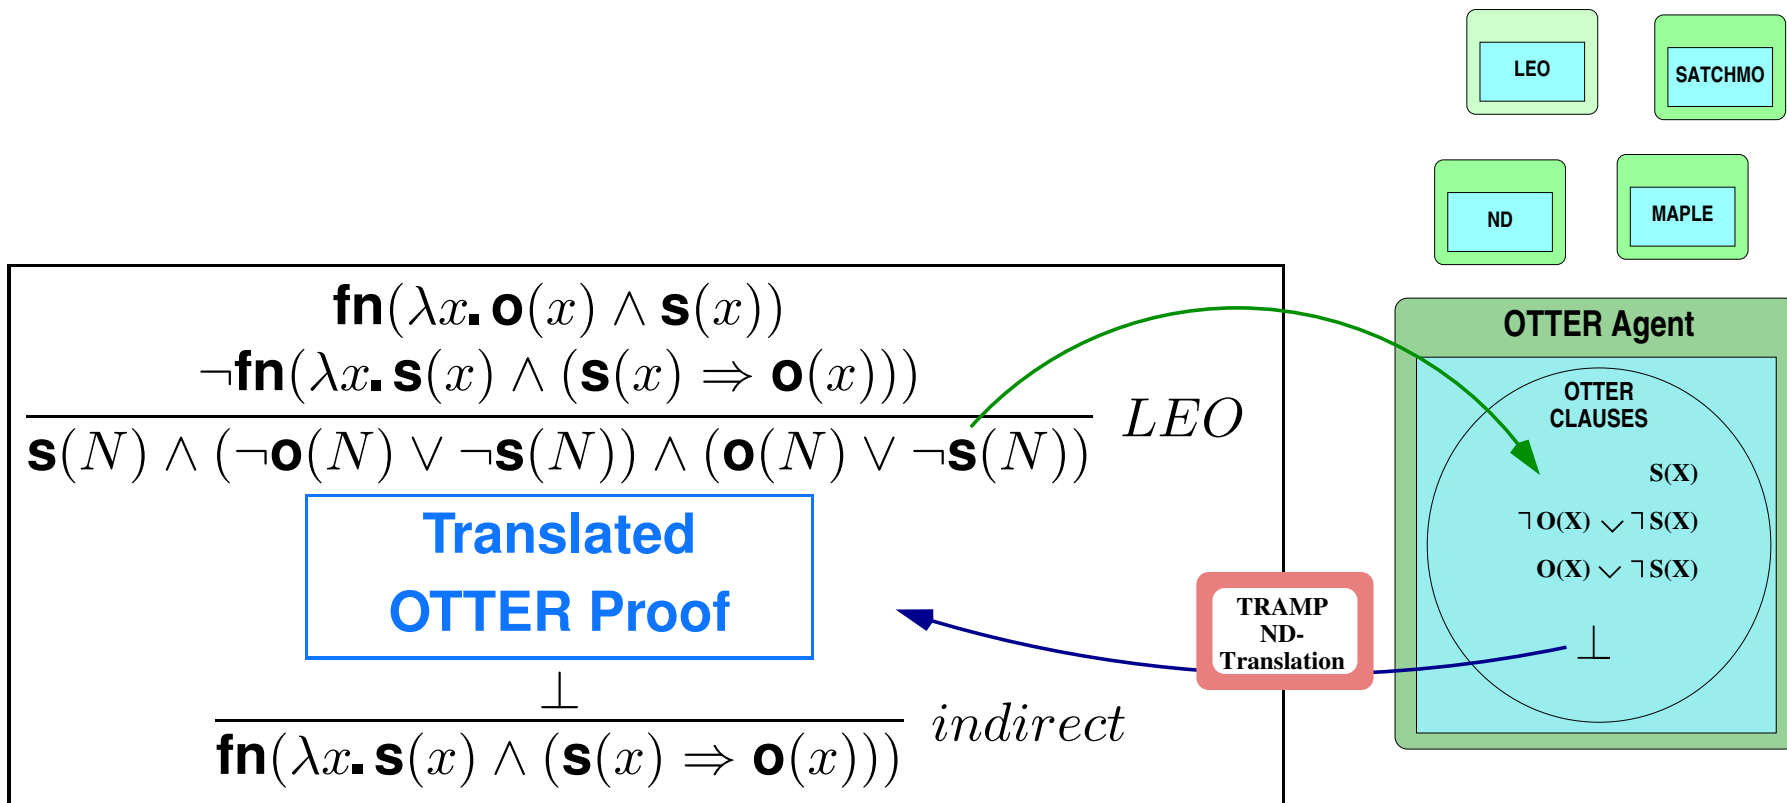 LEO
SATCHMO
ND
MAPLE
fn(λx. o(x) ∧ s(x))
¬fn(λx. s(x) ∧ (s(x) ⇒ o(x)))
s(N) ∧ (¬o(N) ∨ ¬s(N)) ∧ (o(N) ∨ ¬s(N)) LEO
Translated
OTTER Proof
⊥
fn(λx. s(x) ∧ (s(x) ⇒ o(x))) indirect
TRAMP
ND-
Translation
OTTER Agent
OTTER
CLAUSES
S(X)
¬O(X) ∨ ¬S(X)
O(X) ∨ ¬S(X)
⊥